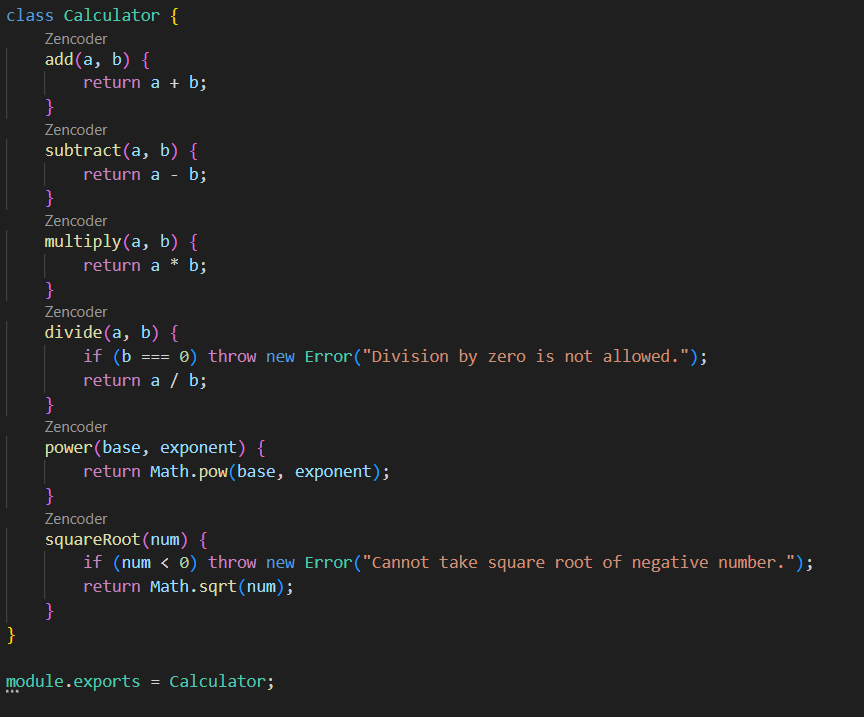 class Calculator {
Zencoder
add(a, b) {
return a + b;
}
Zencoder
subtract(a, b) {
return a - b;
}
Zencoder
multiply(a, b) {
return a * b;
}
Zencoder
divide(a, b) {
if (b === 0) throw new Error("Division by zero is not allowed.");
return a / b;
}
Zencoder
power(base, exponent) {
return Math.pow(base, exponent);
}
Zencoder
squareRoot(num) {
if (num < 0) throw new Error("Cannot take square root of negative number.");
return Math.sqrt(num);
}
}
module.exports = Calculator;